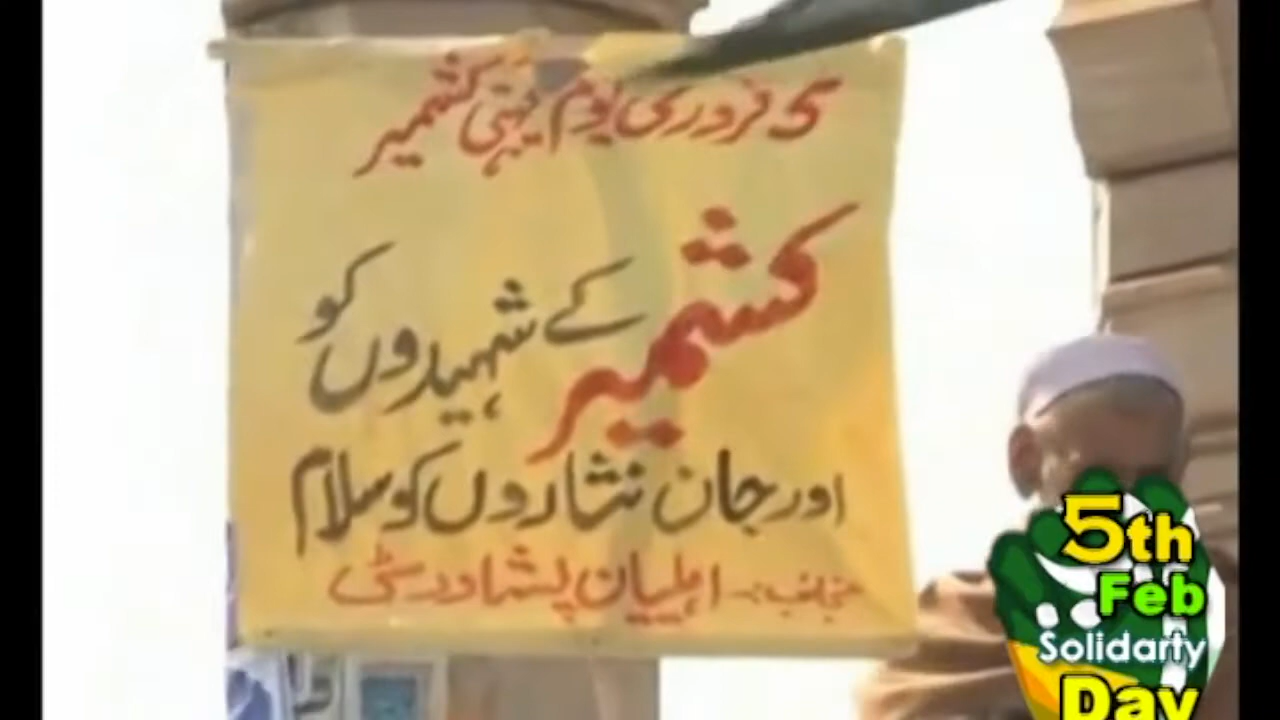 5 فروری یوم یکجہتی کشمیر
کشمیر کے شہیدوں کو
اور جان نثاروں کو سلام
منجانب:۔ اہلیان پشاور سٹی
5th
Feb
Solidarty
Day